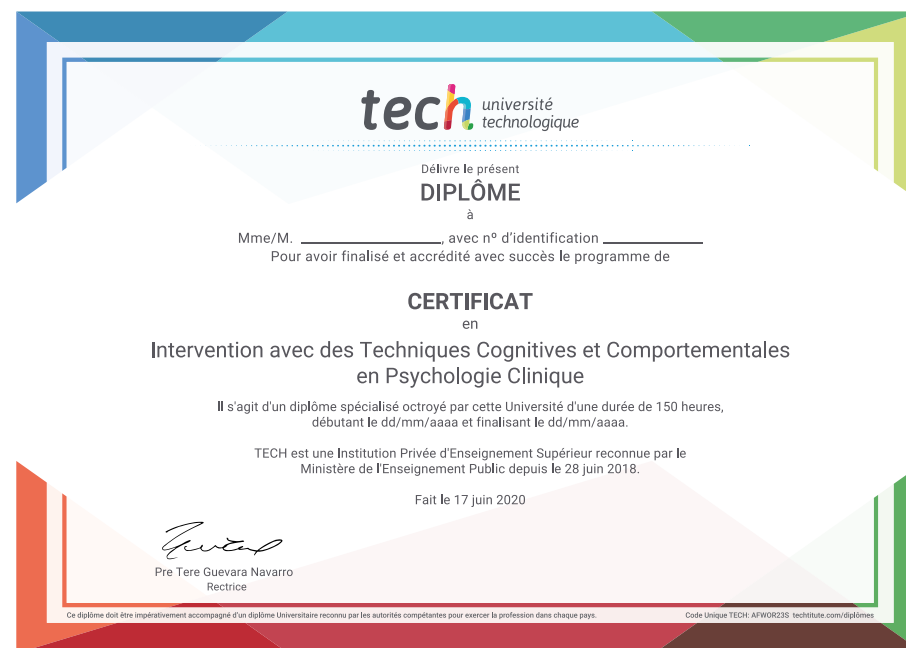 tech université
technologique
Délivre le présent
DIPLÔME
à
Mme/M. ____________________, avec nº d'identification ______________
Pour avoir finalisé et accrédité avec succès le programme de
CERTIFICAT
en
Intervention avec des Techniques Cognitives et Comportementales
en Psychologie Clinique
Il s'agit d'un diplôme spécialisé octroyé par cette Université d'une durée de 150 heures,
débutant le dd/mm/aaaa et finalisant le dd/mm/aaaa.
TECH est une Institution Privée d'Enseignement Supérieur reconnue par le
Ministère de l'Enseignement Public depuis le 28 juin 2018.
Fait le 17 juin 2020
Pre Tere Guevara Navarro
Rectrice
Ce diplôme doit être impérativement accompagné d'un diplôme Universitaire reconnu par les autorités compétentes pour exercer la profession dans chaque pays.
Code Unique TECH: AFWOR23S techtitute.com/diplômes